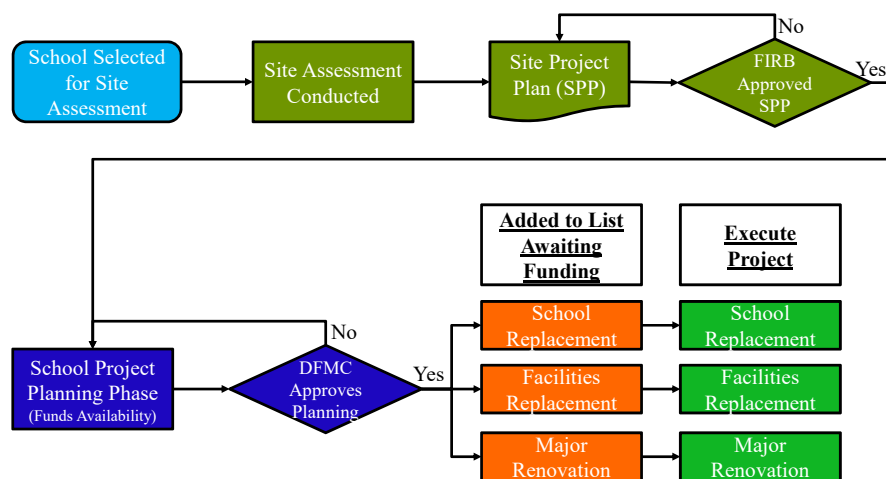 School Selected
for Site
Assessment
Site Assessment
Conducted
Site Project
Plan (SPP)
No
FIRB
Approved
SPP
Yes
Added to List
Awaiting
Funding
Execute
Project
School Project
Planning Phase
(Funds Availability)
No
DFMC
Approves
Planning
Yes
School
Replacement
School
Replacement
Facilities
Replacement
Facilities
Replacement
Major
Renovation
Major
Renovation